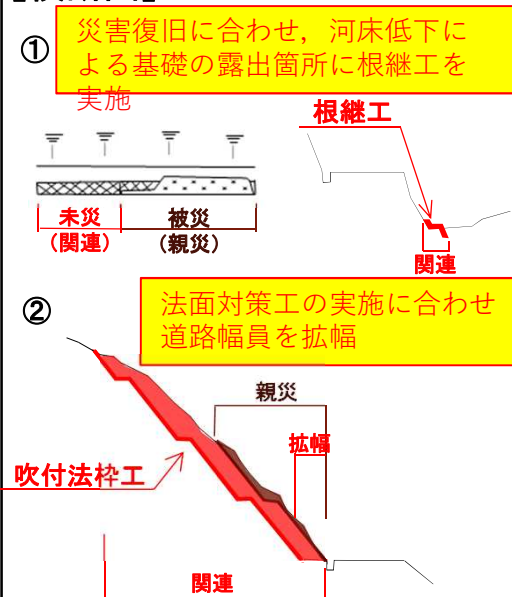 ①
災害復旧に合わせ，河床低下に
よる基礎の露出箇所に根継工を
実施
根継工
未災
(関連)
被災
(親災)
関連
②
法面対策工の実施に合わせ
道路幅員を拡幅
親災
拡幅
吹付法枠工
関連